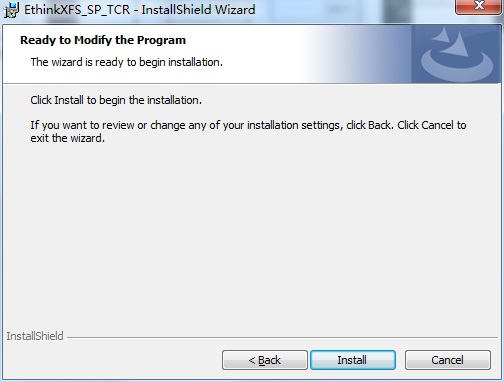 EthinkXFS_SP_TCR - InstallShield Wizard
Ready to Modify the Program
The wizard is ready to begin installation.
Click Install to begin the installation.
If you want to review or change any of your installation settings, click Back. Click Cancel to
exit the wizard.
InstallShield
< Back
Install
Cancel